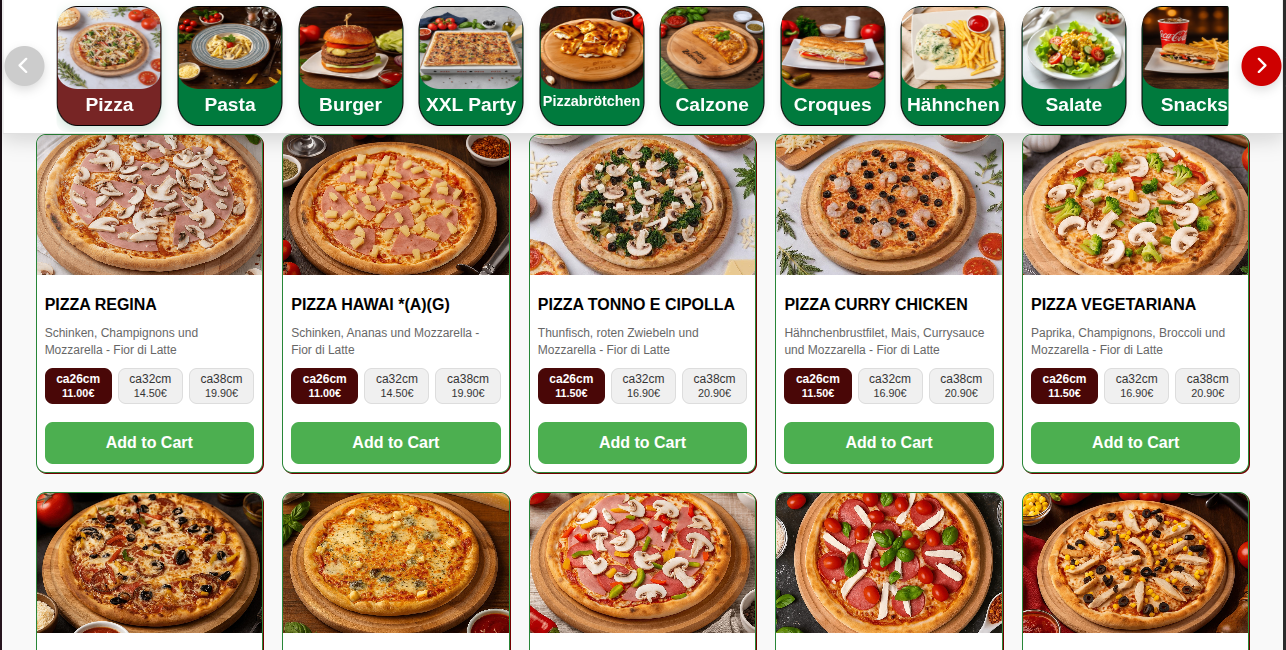 Pizza
Pasta
Burger
XXL Party
Pizzabrötchen
Calzone
Croques
Hähnchen
Salate
Snacks
PIZZA REGINA
Schinken, Champignons und
Mozzarella - Fior di Latte
ca26cm ca32cm ca38cm
11.00€ 14.50€ 19.90€
Add to Cart
PIZZA HAWAI *(A)(G)
Schinken, Ananas und Mozzarella -
Fior di Latte
ca26cm ca32cm ca38cm
11.00€ 14.50€ 19.90€
Add to Cart
PIZZA TONNO E CIPOLLA
Thunfisch, roten Zwiebeln und
Mozzarella - Fior di Latte
ca26cm ca32cm ca38cm
11.50€ 16.90€ 20.90€
Add to Cart
PIZZA CURRY CHICKEN
Hähnchenbrustfilet, Mais, Currysauce
und Mozzarella - Fior di Latte
ca26cm ca32cm ca38cm
11.50€ 16.90€ 20.90€
Add to Cart
PIZZA VEGETARIANA
Paprika, Champignons, Broccoli und
Mozzarella - Fior di Latte
ca26cm ca32cm ca38cm
11.50€ 16.90€ 20.90€
Add to Cart